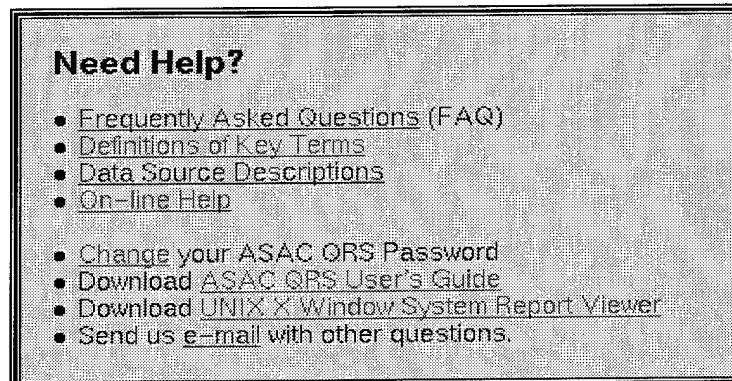 Need Help?
• Frequently Asked Questions (FAQ)
• Definitions of Key Terms
• Data Source Descriptions
• On-line Help
• Change your ASAC QRS Password
• Download ASAC QRS User's Guide
• Download UNIX X Window System Report Viewer
• Send us e-mail with other questions.